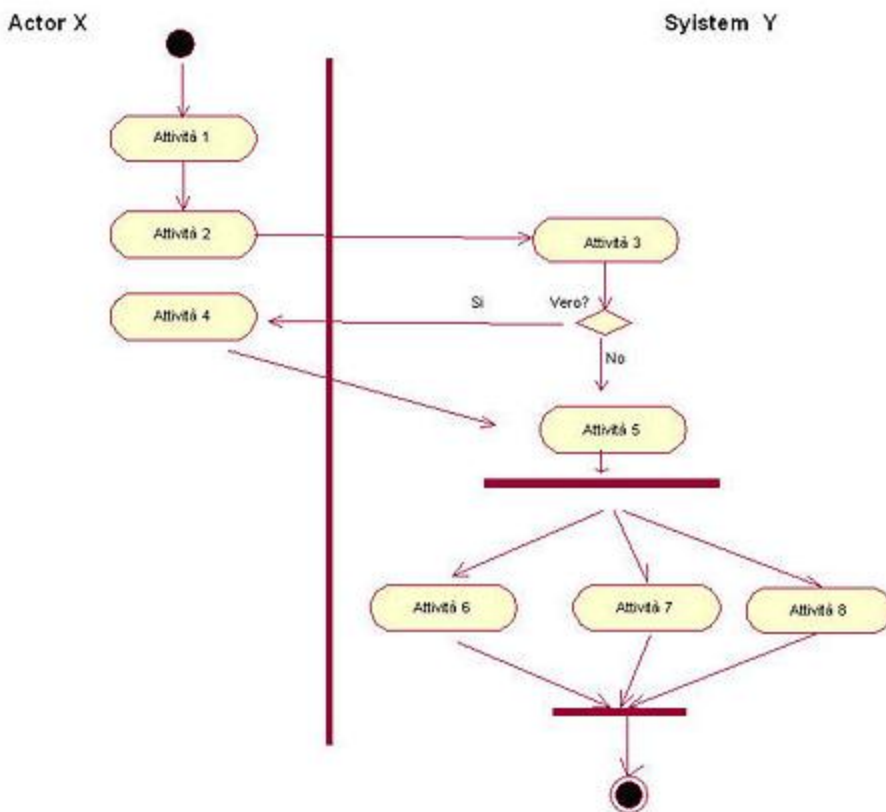 Actor X
Syistem Y
Attività 1
Attività 2
Attività 3
Attività 4
Si
Vero?
No
Attività 5
Attività 6
Attività 7
Attività 8